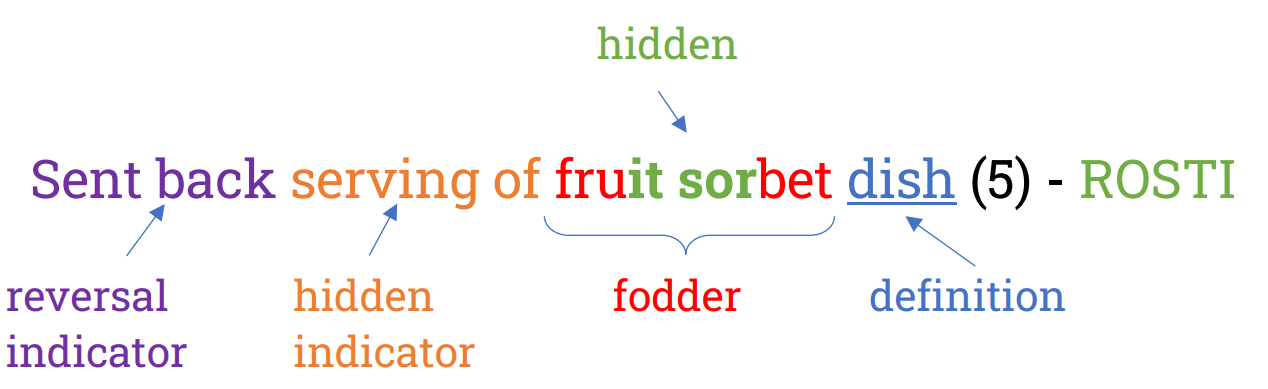 hidden
Sent back serving of fruit sorbet dish (5) - ROSTI
reversal indicator
hidden indicator
fodder
definition